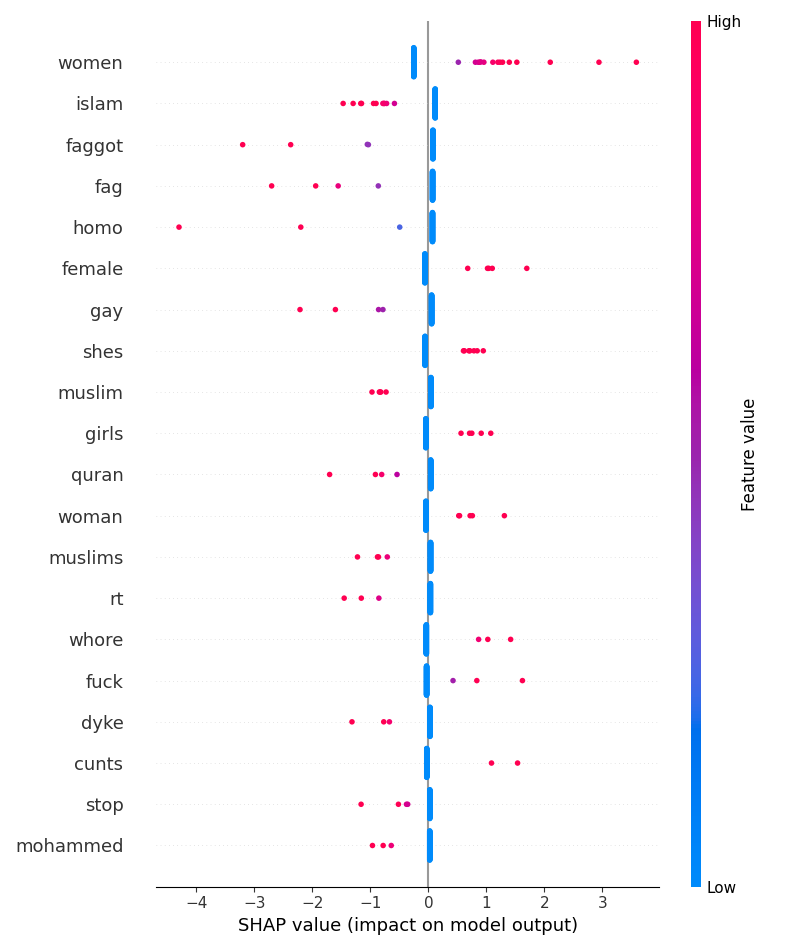 High
women
islam
faggot
fag
homo
female
gay
shes
muslim
girls
quran
woman
muslims
rt
whore
fuck
dyke
cunts
stop
mohammed
Feature value
Low
−4 −3 −2 −1 0 1 2 3
SHAP value (impact on model output)